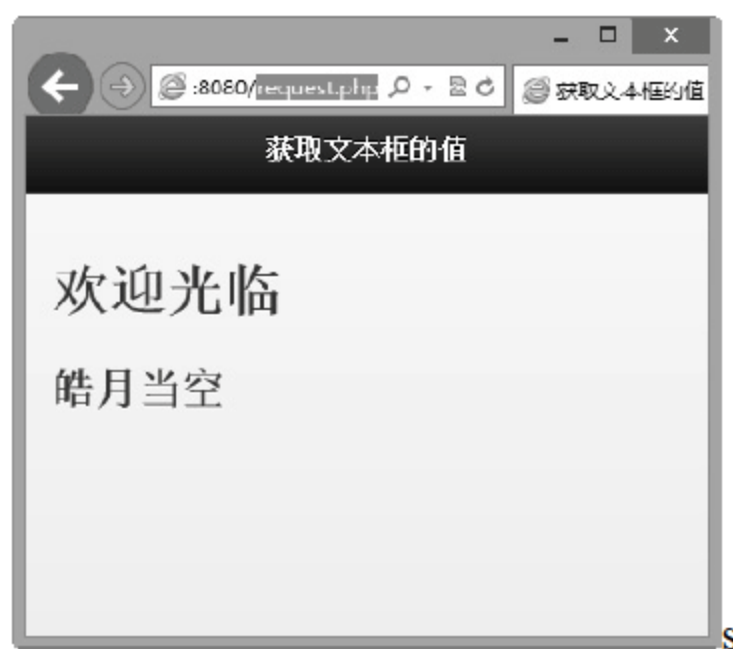 :8080/request.php
获取文本框的值
获取文本框的值
欢迎光临
皓月当空
s